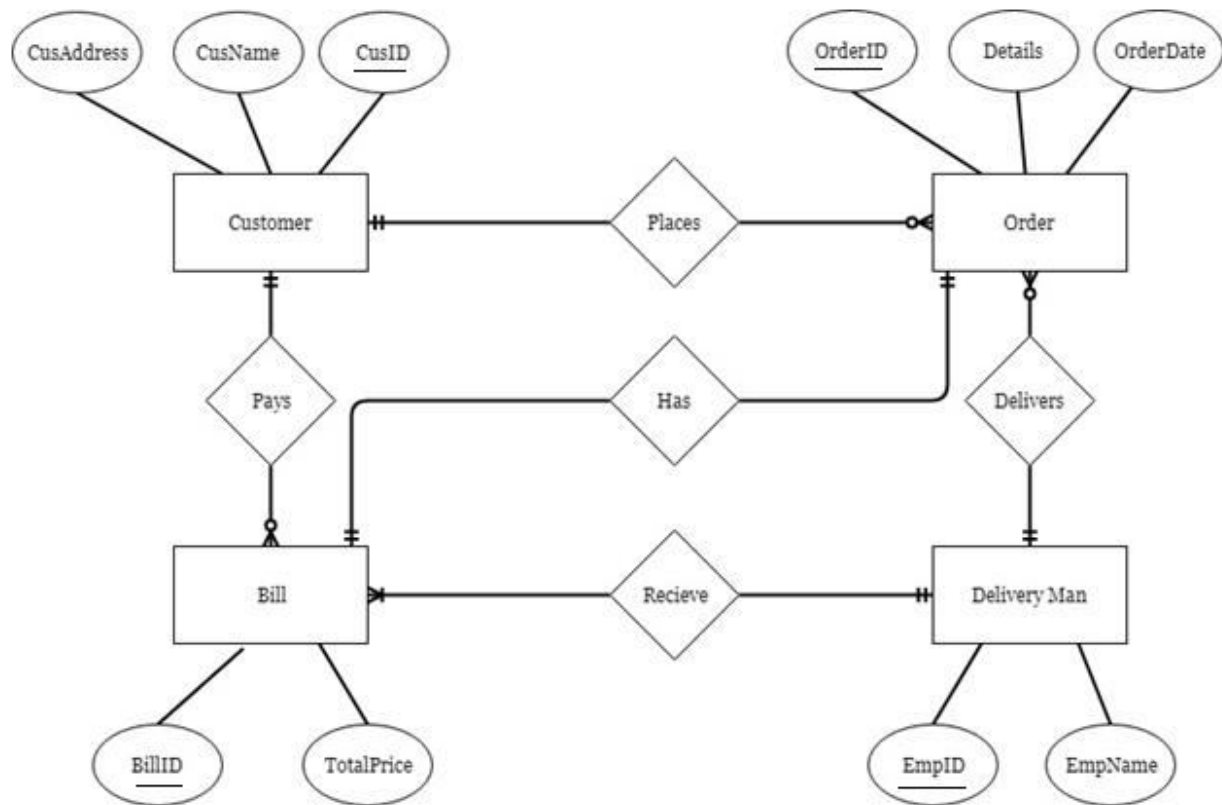 CusAddress
CusName
CusID
OrderID
Details
OrderDate
Customer
Places
Order
Pays
Has
Delivers
Bill
Recieve
Delivery Man
BillID
TotalPrice
EmpID
EmpName